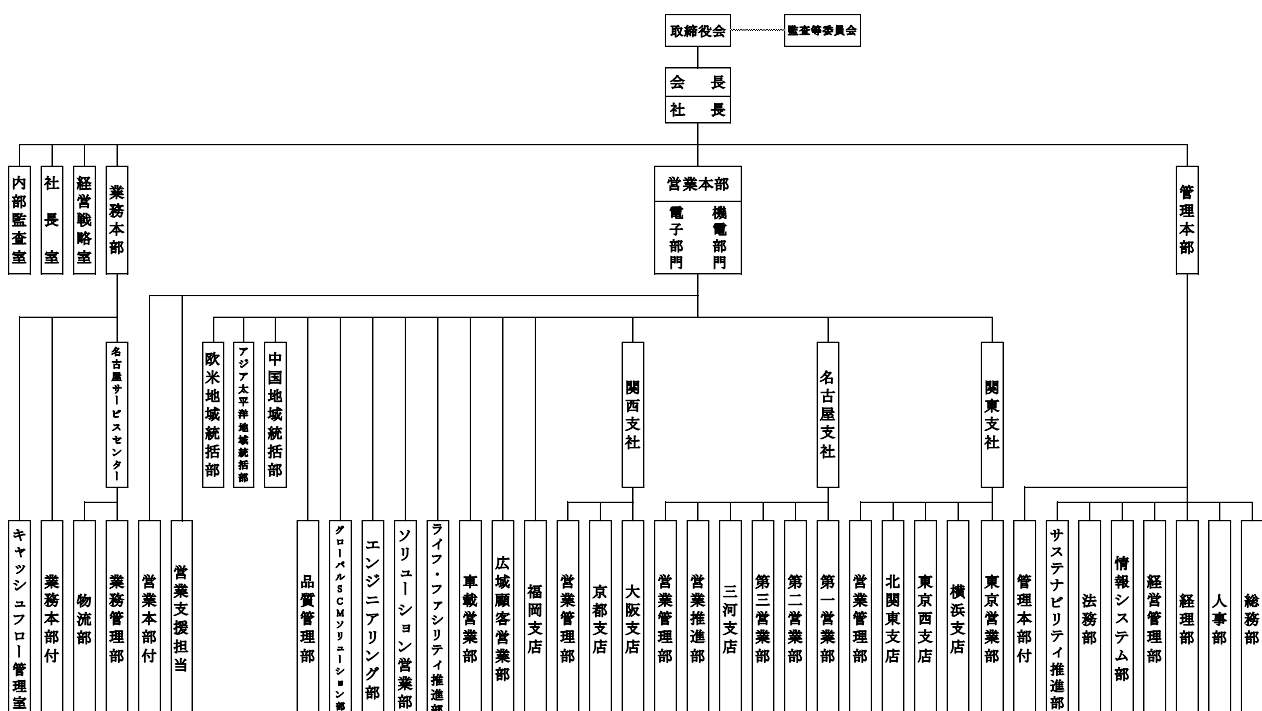 取締役会
監査等委員会
会　長
社　長
内部監査室
社　長　室
経営戦略室
業務本部
営業本部
電子部門
機電部門
管理本部
名古屋サービスセンター
欧米地域統括部
アジア太平洋地域統括部
中国地域統括部
関西支社
名古屋支社
関東支社
キャッシュフロー管理室
業務本部付
物流部
業務管理部
営業本部付
営業支援担当
品質管理部
グローバルSCMソリューション部
エンジニアリング部
ソリューション営業部
ライフ・ファシリティ推進部
車載営業部
広域顧客営業部
福岡支店
営業管理部
京都支店
大阪支店
営業管理部
営業推進部
三河支店
第三営業部
第二営業部
第一営業部
営業管理部
北関東支店
東京西支店
横浜支店
東京営業部
管理本部付
サステナビリティ推進部
法務部
情報システム部
経営管理部
経理部
人事部
総務部